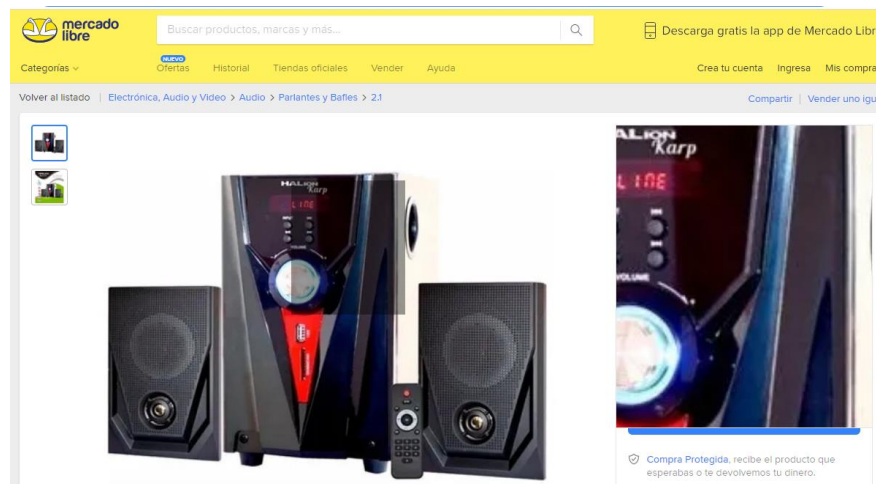 mercado
libre
Buscar productos, marcas y más...
Descarga gratis la app de Mercado Libr
Categorías
NUEVO
Ofertas
Historial
Tiendas oficiales
Vender
Ayuda
Crea tu cuenta
Ingresa
Mis compra
Volver al listado | Electrónica, Audio y Video > Audio > Parlantes y Bafles > 2.1
Compartir | Vender uno igu
HALION
Karp
LINE
VOLUME
ALION
Karp
LINE
VOLUME
Compra Protegida, recibe el producto que
esperabas o te devolvemos tu dinero.